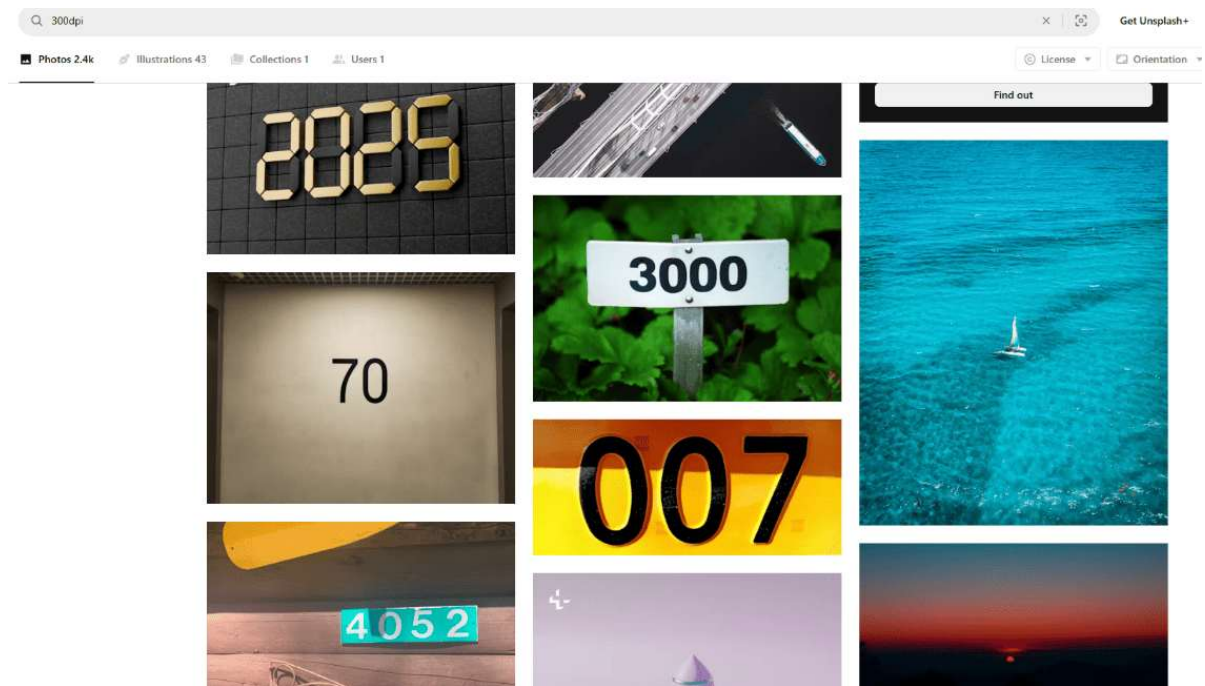 300dpi
Get Unsplash+
Photos 2.4k
Illustrations 43
Collections 1
Users 1
License
Orientation
2025
Find out
3000
70
007
4052